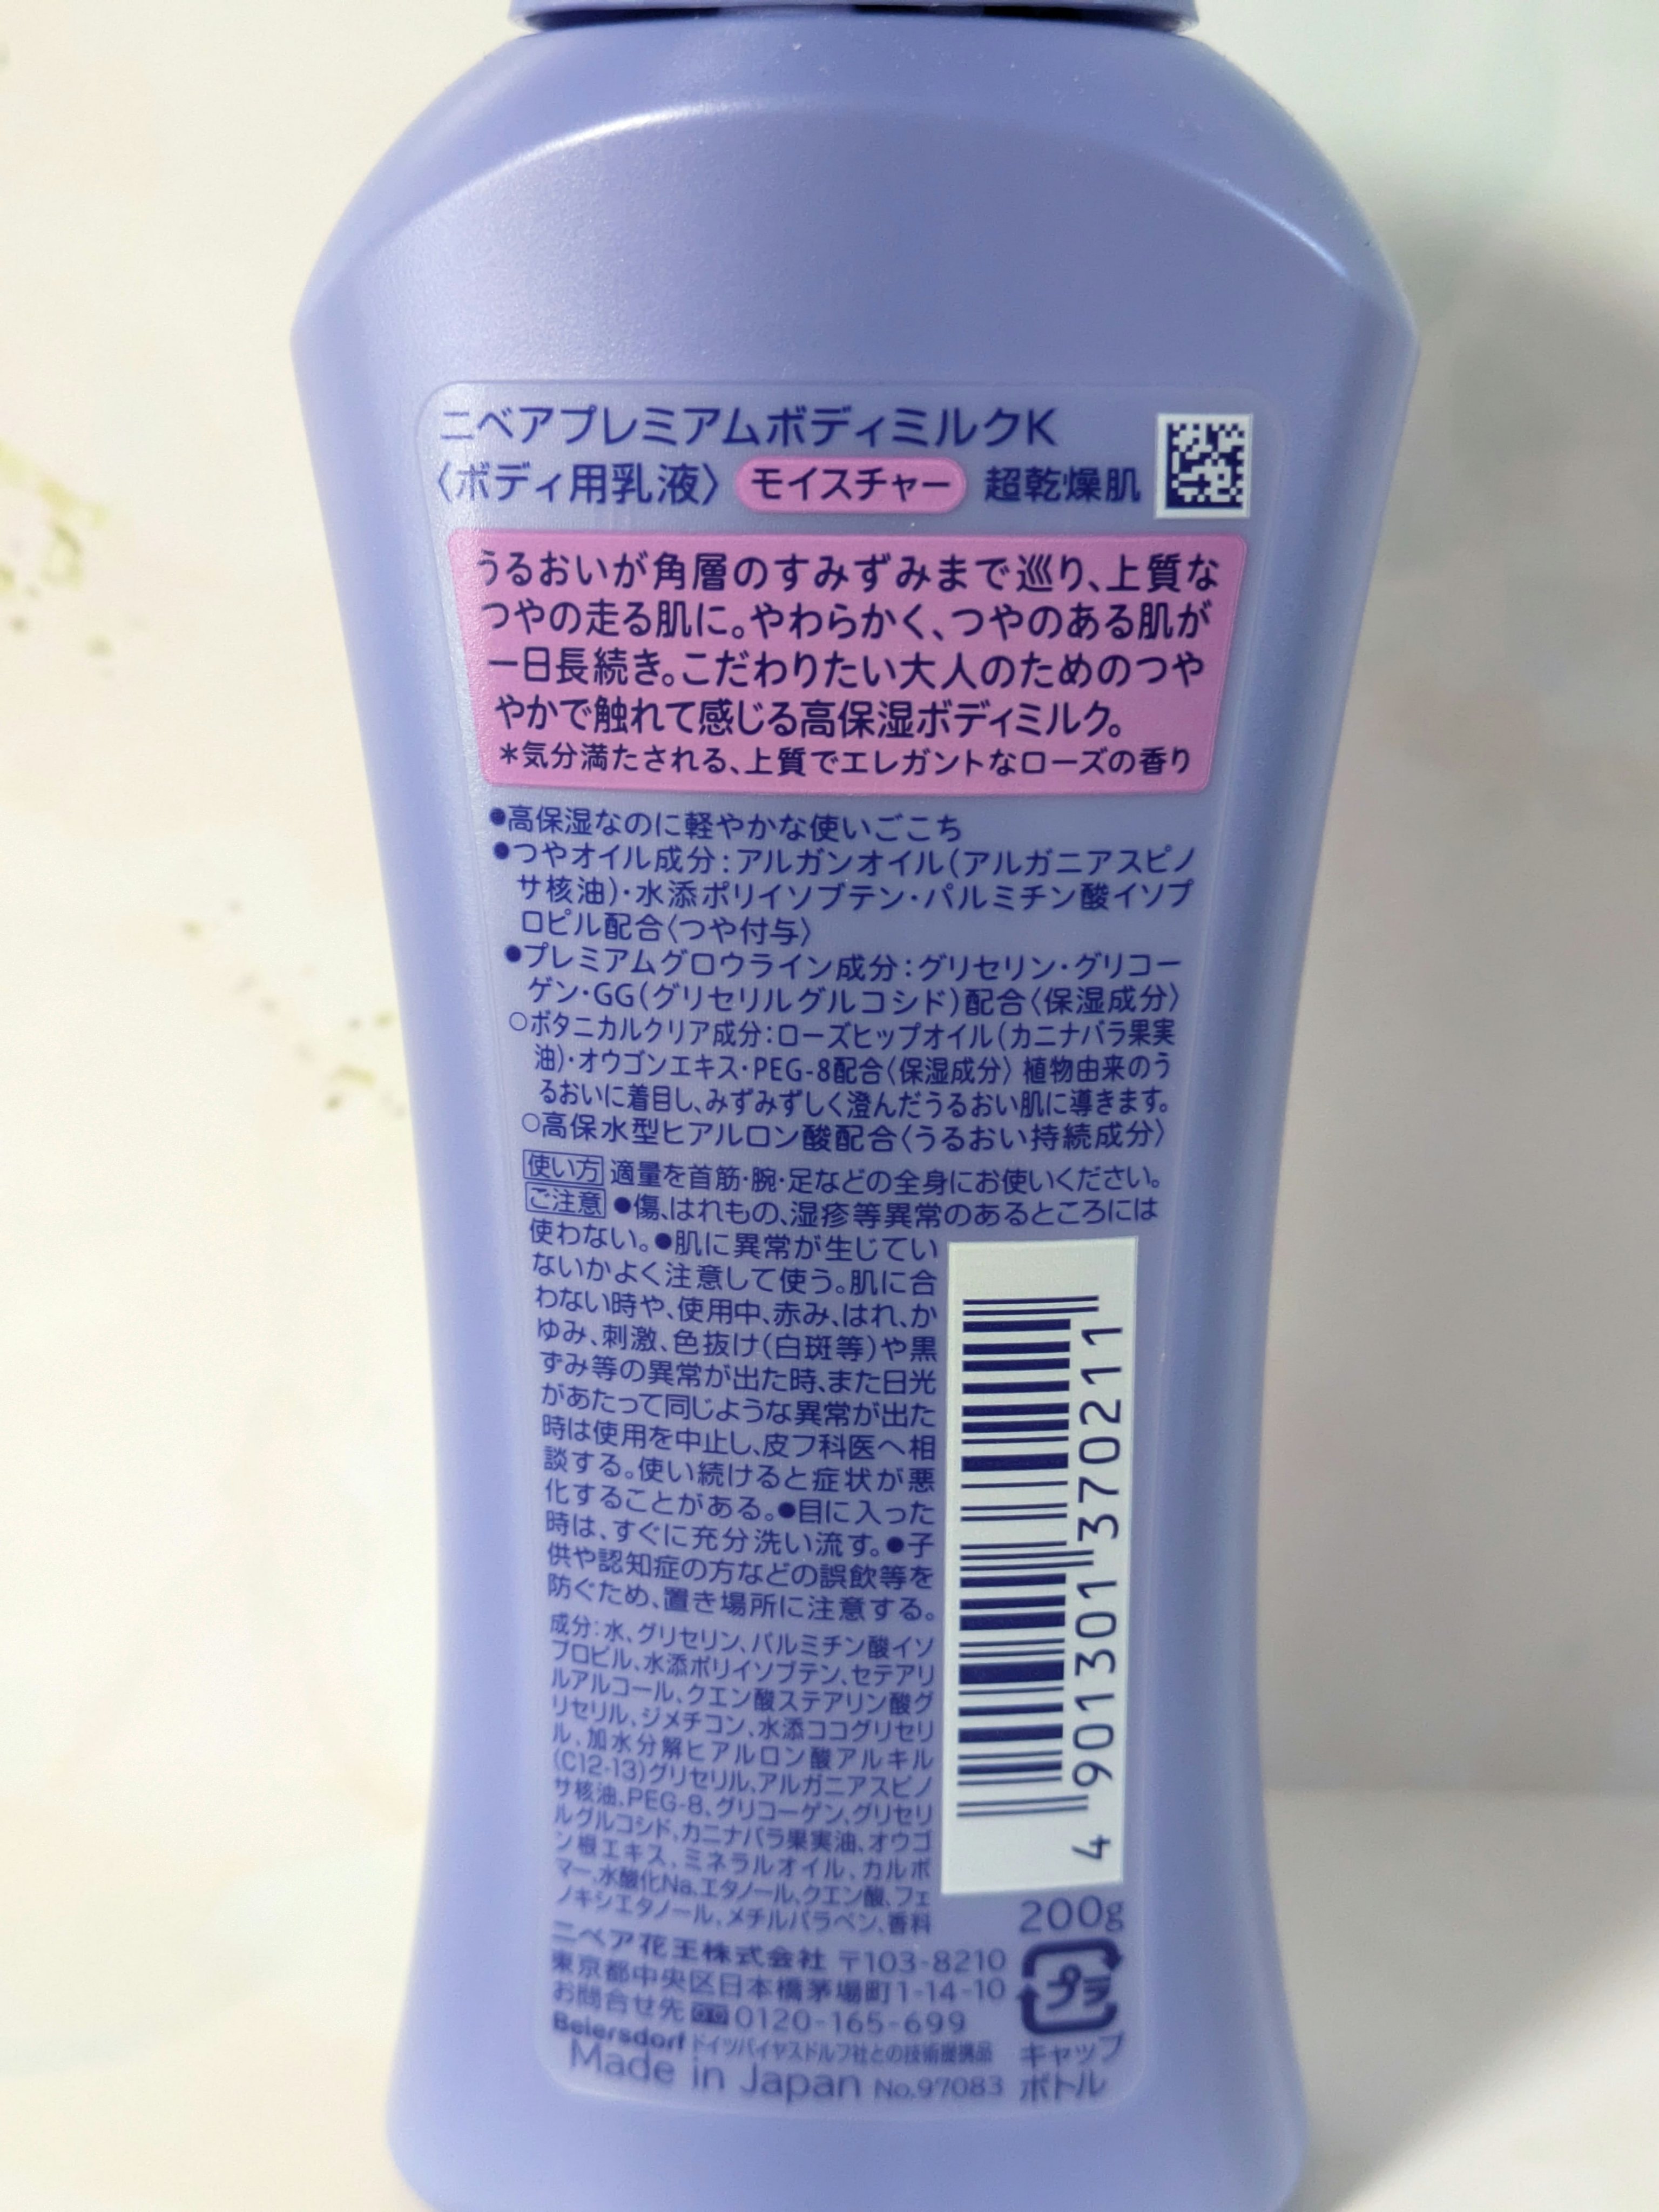 ニベアプレミアムボディミルクK
〈ボディ用乳液〉 モイスチャー 超乾燥肌
うるおいが角層のすみずみまで巡り、上質な
つやの走る肌に。やわらかく、つやのある肌が
一日長続き。こだわりたい大人のためのつや
やかで触れて感じる高保湿ボディミルク。
＊気分満たされる、上質でエレガントなローズの香り
●高保湿なのに軽やかな使いごこち
●つやオイル成分：アルガンオイル（アルガニアスピノ
サ核油）・水添ポリイソブテン・パルミチン酸イソプ
ロピル配合〈つや付与〉
●プレミアムグロウライン成分：グリセリン・グリコー
ゲン・GG（グリセリルグルコシド）配合〈保湿成分〉
○ボタニカルクリア成分：ローズヒップオイル（カニナバラ果実
油）・オウゴンエキス・PEG-8配合〈保湿成分〉 植物由来のう
るおいに着目し、みずみずしく澄んだうるおい肌に導きます。
○高保水型ヒアルロン酸配合〈うるおい持続成分〉
使い方 適量を首筋・腕・足などの全身にお使いください。
ご注意 ●傷、はれもの、湿疹等異常のあるところには
使わない。●肌に異常が生じてい
ないかよく注意して使う。肌に合
わない時や、使用中、赤み、はれ、か
ゆみ、刺激、色抜け（白斑等）や黒
ずみ等の異常が出た時、また日光
があたって同じような異常が出た
時は使用を中止し、皮フ科医へ相
談する。使い続けると症状が悪
化することがある。●目に入った
時は、すぐに充分洗い流す。●子
供や認知症の方などの誤飲等を
防ぐため、置き場所に注意する。
成分：水、グリセリン、パルミチン酸イソ
プロピル、水添ポリイソブテン、セテアリ
ルアルコール、クエン酸ステアリン酸グ
リセリル、ジメチコン、水添ココグリセリ
ル、加水分解ヒアルロン酸アルキル
(C12-13)グリセリル、アルガニアスピノ
サ核油、PEG-8、グリコーゲン、グリセリ
ルグルコシド、カニナバラ果実油、オウゴ
ン根エキス、ミネラルオイル、カルボ
マー、水酸化Na、エタノール、クエン酸、フェ
ノキシエタノール、メチルパラベン、香料
4 901301 370211
200g
ニベア花王株式会社 〒103-8210
東京都中央区日本橋茅場町1-14-10
お問合せ先 0120-165-699
Beiersdorf ドイツバイヤスドルフ社との技術提携品
Made in Japan No.97083
プラ
キャップ
ボトル